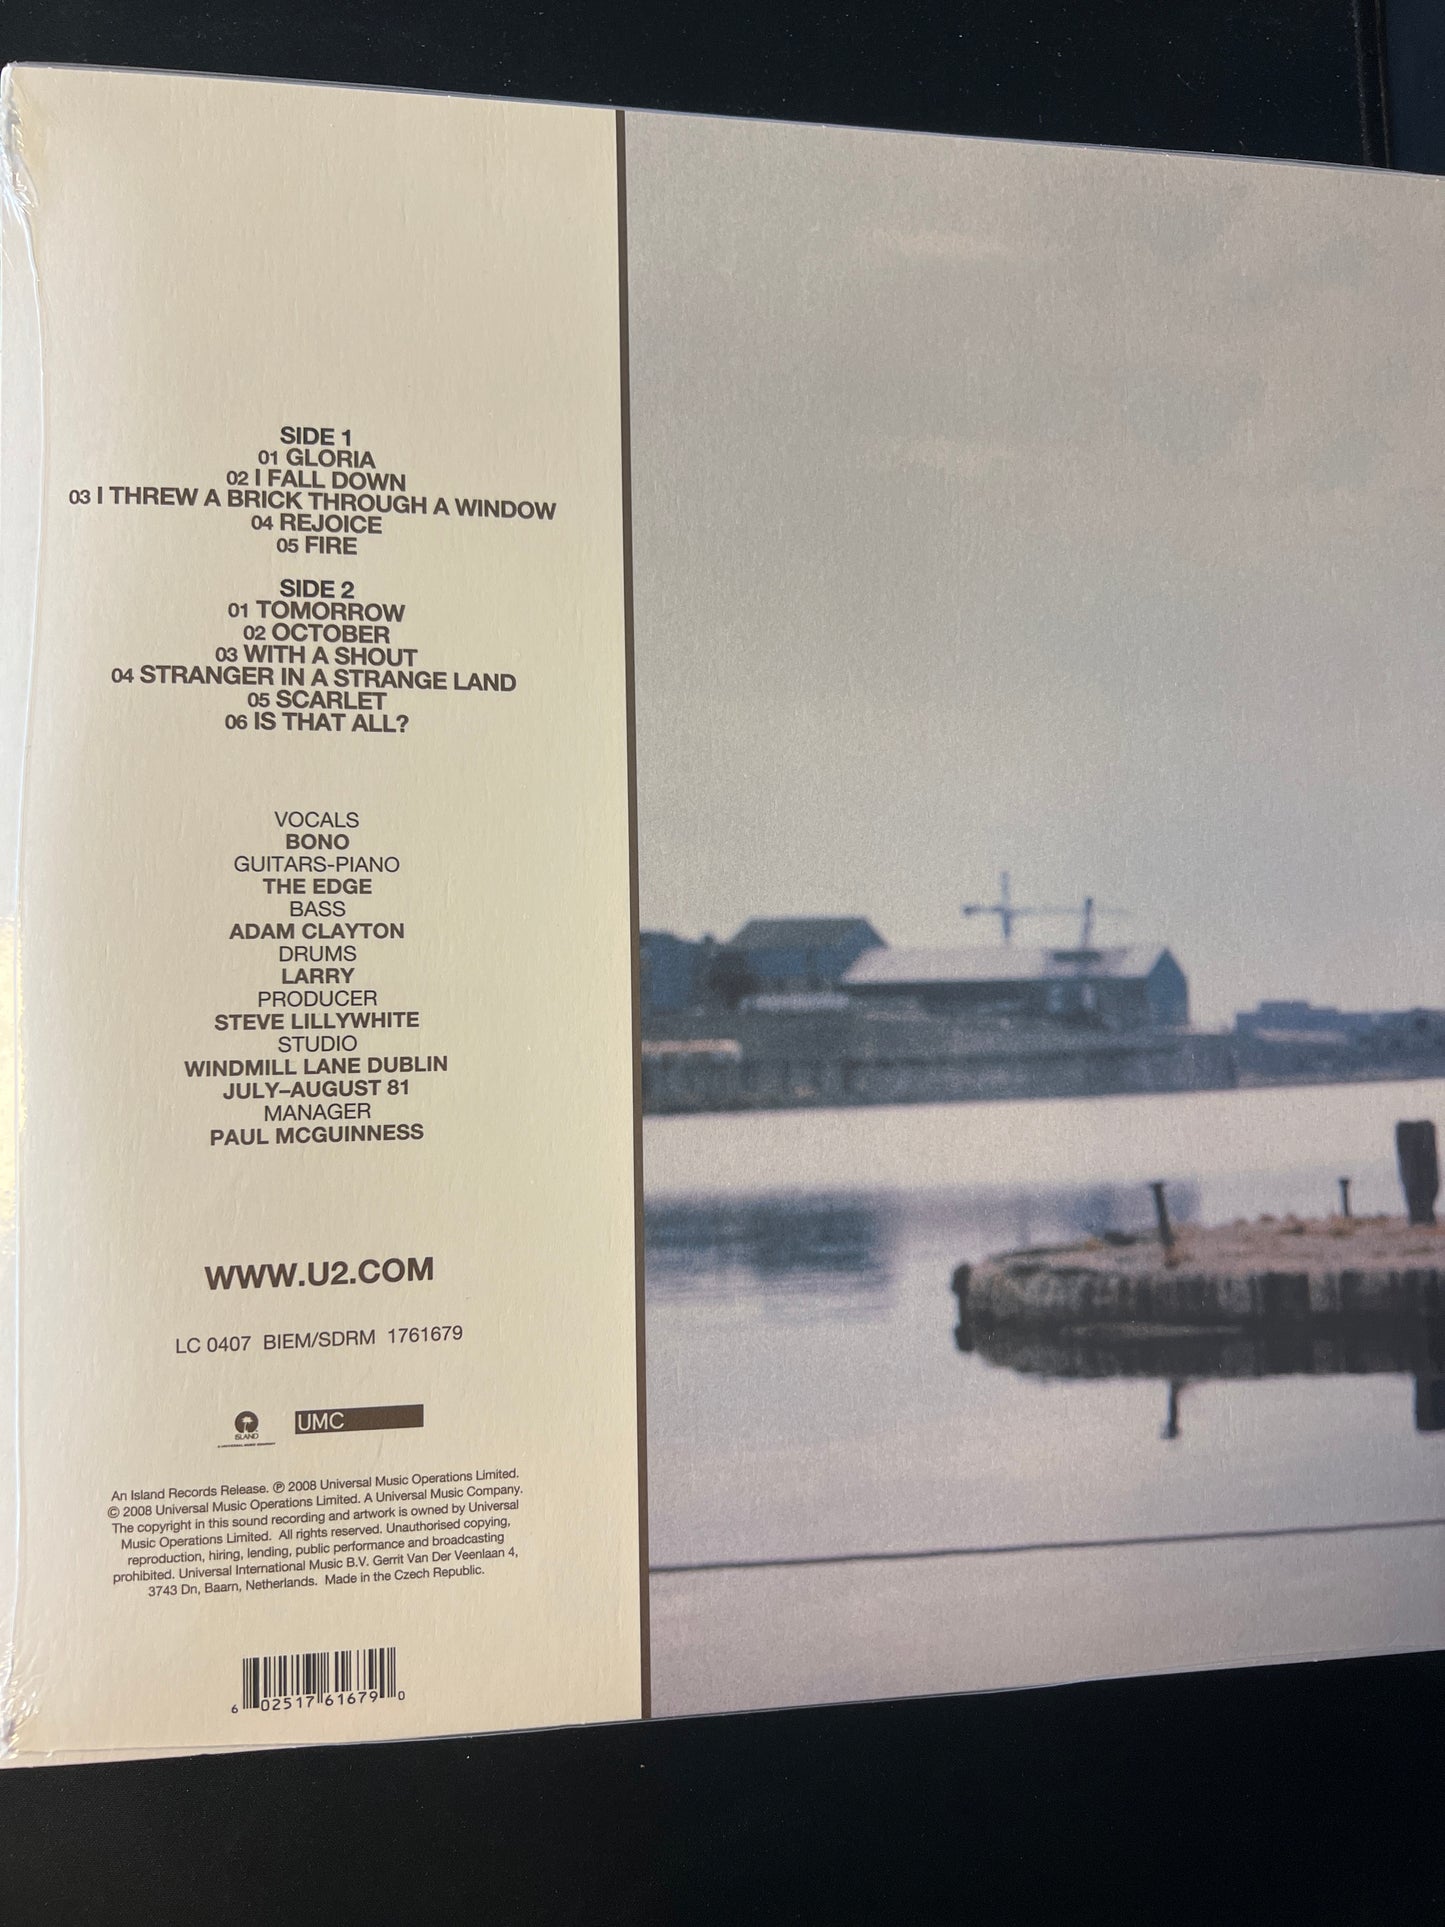 SIDE 1
01 GLORIA
02 I FALL DOWN
03 I THREW A BRICK THROUGH A WINDOW
04 REJOICE
05 FIRE
SIDE 2
01 TOMORROW
02 OCTOBER
03 WITH A SHOUT
04 STRANGER IN A STRANGE LAND
05 SCARLET
06 IS THAT ALL?
VOCALS
BONO
GUITARS-PIANO
THE EDGE
BASS
ADAM CLAYTON
DRUMS
LARRY
PRODUCER
STEVE LILLYWHITE
STUDIO
WINDMILL LANE DUBLIN
JULY–AUGUST 81
MANAGER
PAUL MCGUINNESS
WWW.U2.COM
LC 0407 BIEM/SDRM 1761679
ISLAND
A UNIVERSAL MUSIC COMPANY
UMC
An Island Records Release. ℗ 2008 Universal Music Operations Limited.
© 2008 Universal Music Operations Limited. A Universal Music Company.
The copyright in this sound recording and artwork is owned by Universal
Music Operations Limited. All rights reserved. Unauthorised copying,
reproduction, hiring, lending, public performance and broadcasting
prohibited. Universal International Music B.V. Gerrit Van Der Veenlaan 4,
3743 Dn, Baarn, Netherlands. Made in the Czech Republic.
6 02517 61679 0